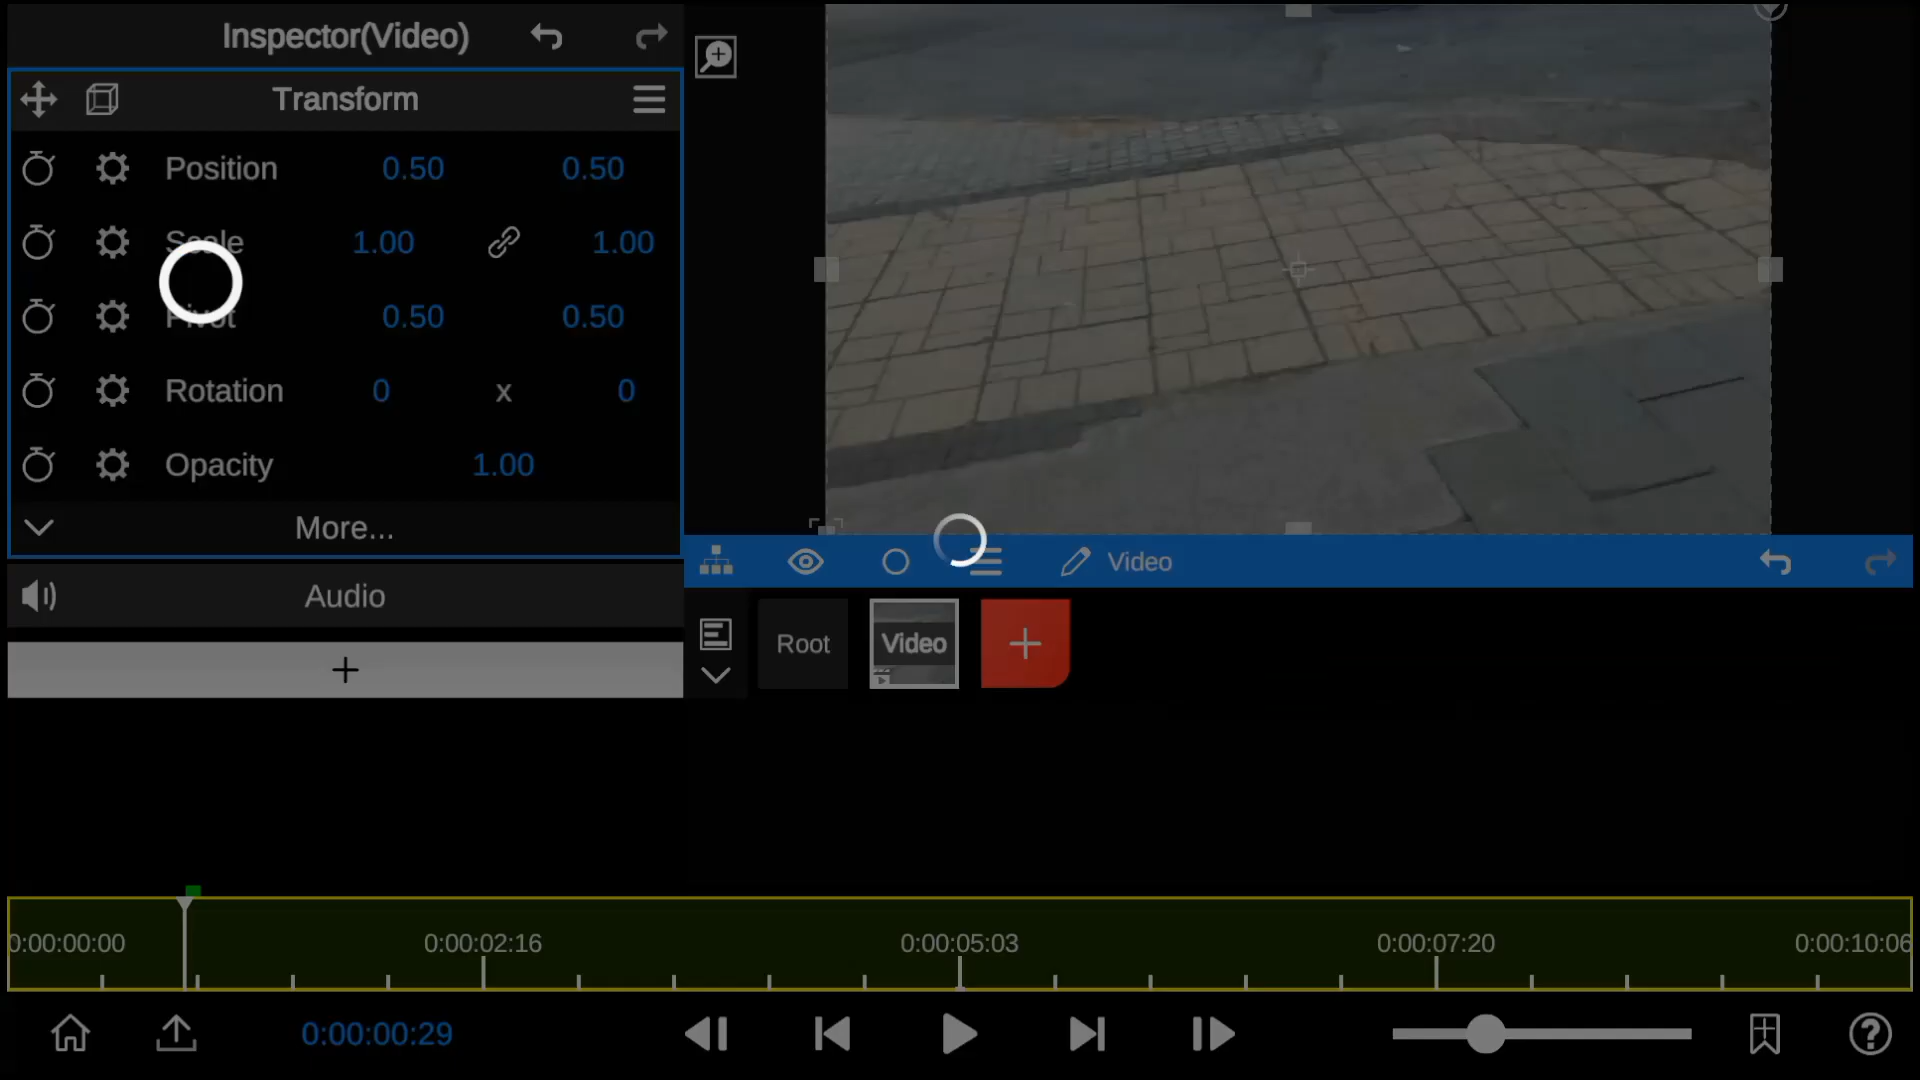 Inspector(Video)
Transform
Position 0.50 0.50
Scale 1.00 1.00
Pivot 0.50 0.50
Rotation 0 x 0
Opacity 1.00
More...
Audio
Video
Root
Video
0:00:00:00 0:00:02:16 0:00:05:03 0:00:07:20 0:00:10:06
0:00:00:29